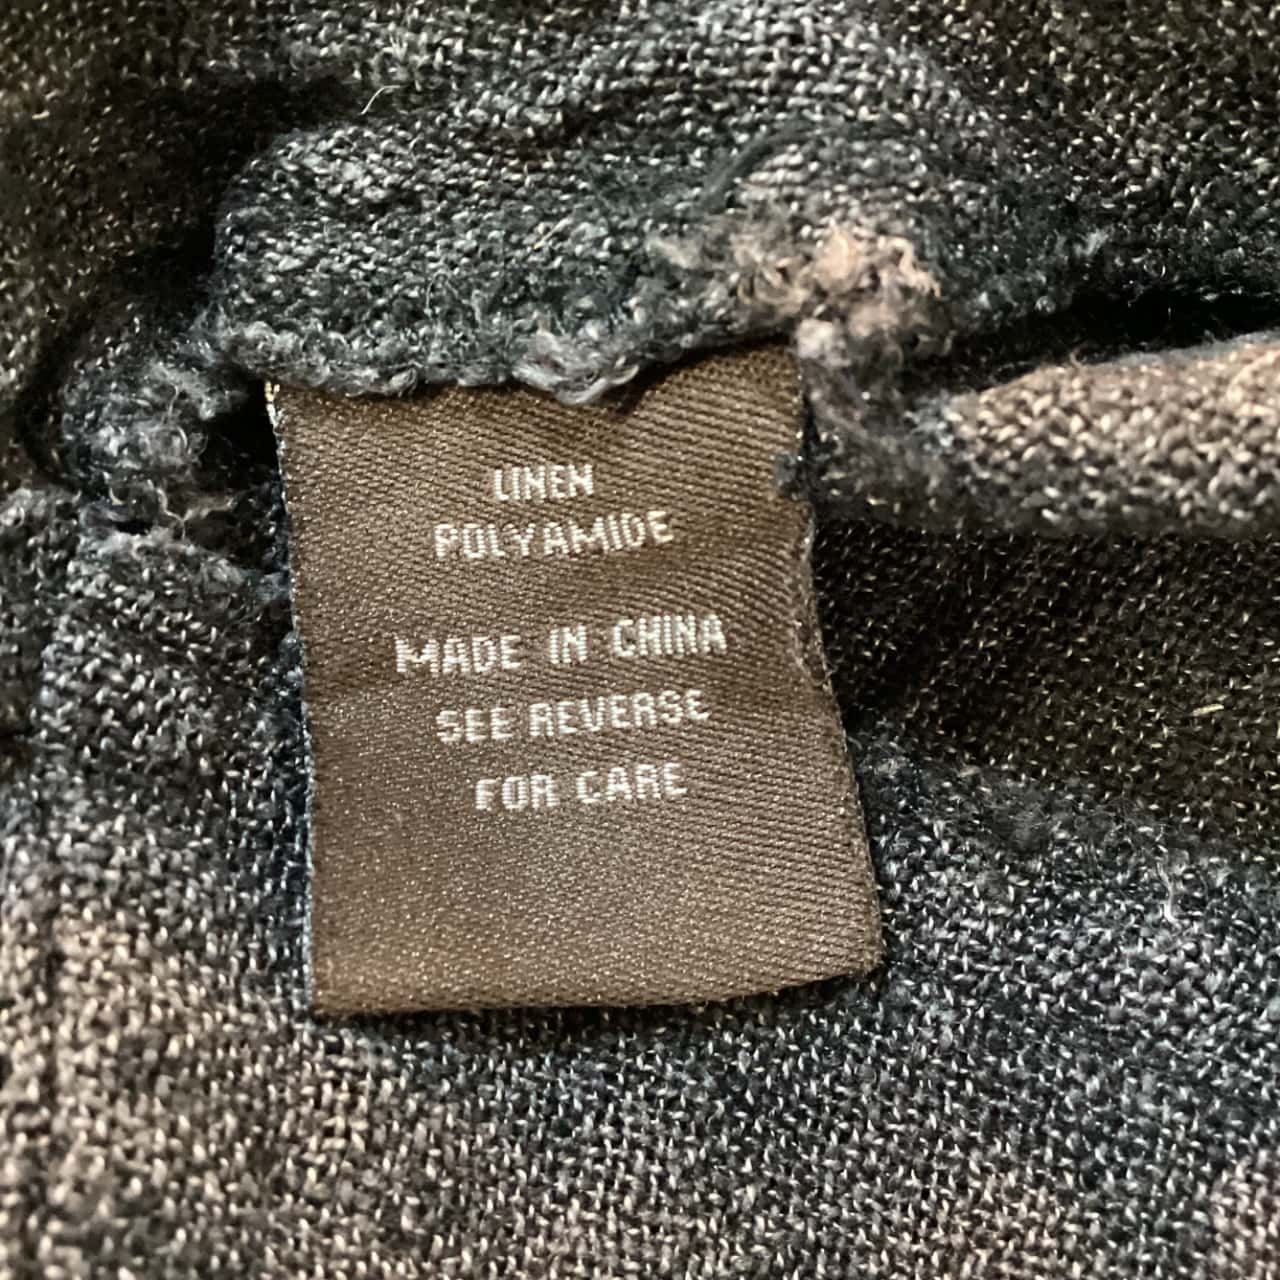 LINEN
POLYAMIDE
MADE IN CHINA
SEE REVERSE
FOR CARE